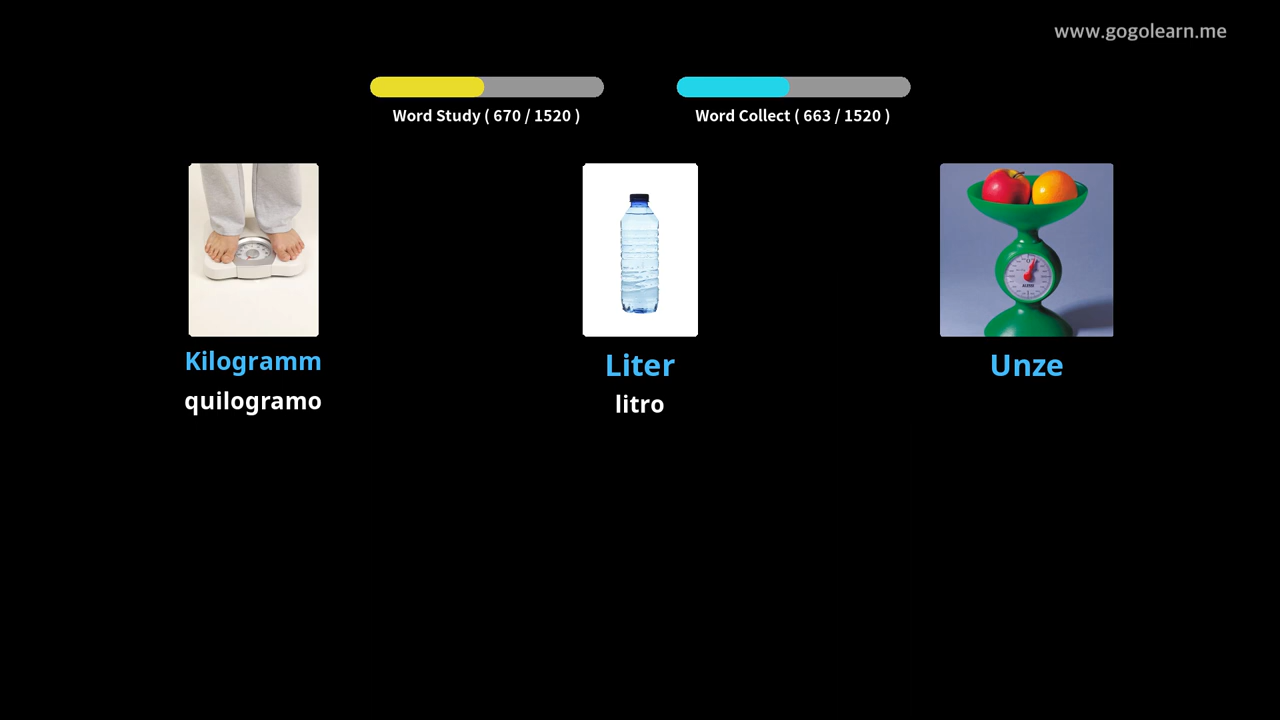 www.gogolearn.me
Word Study ( 670 / 1520 )
Word Collect ( 663 / 1520 )
Kilogramm
quilogramo
Liter
litro
Unze